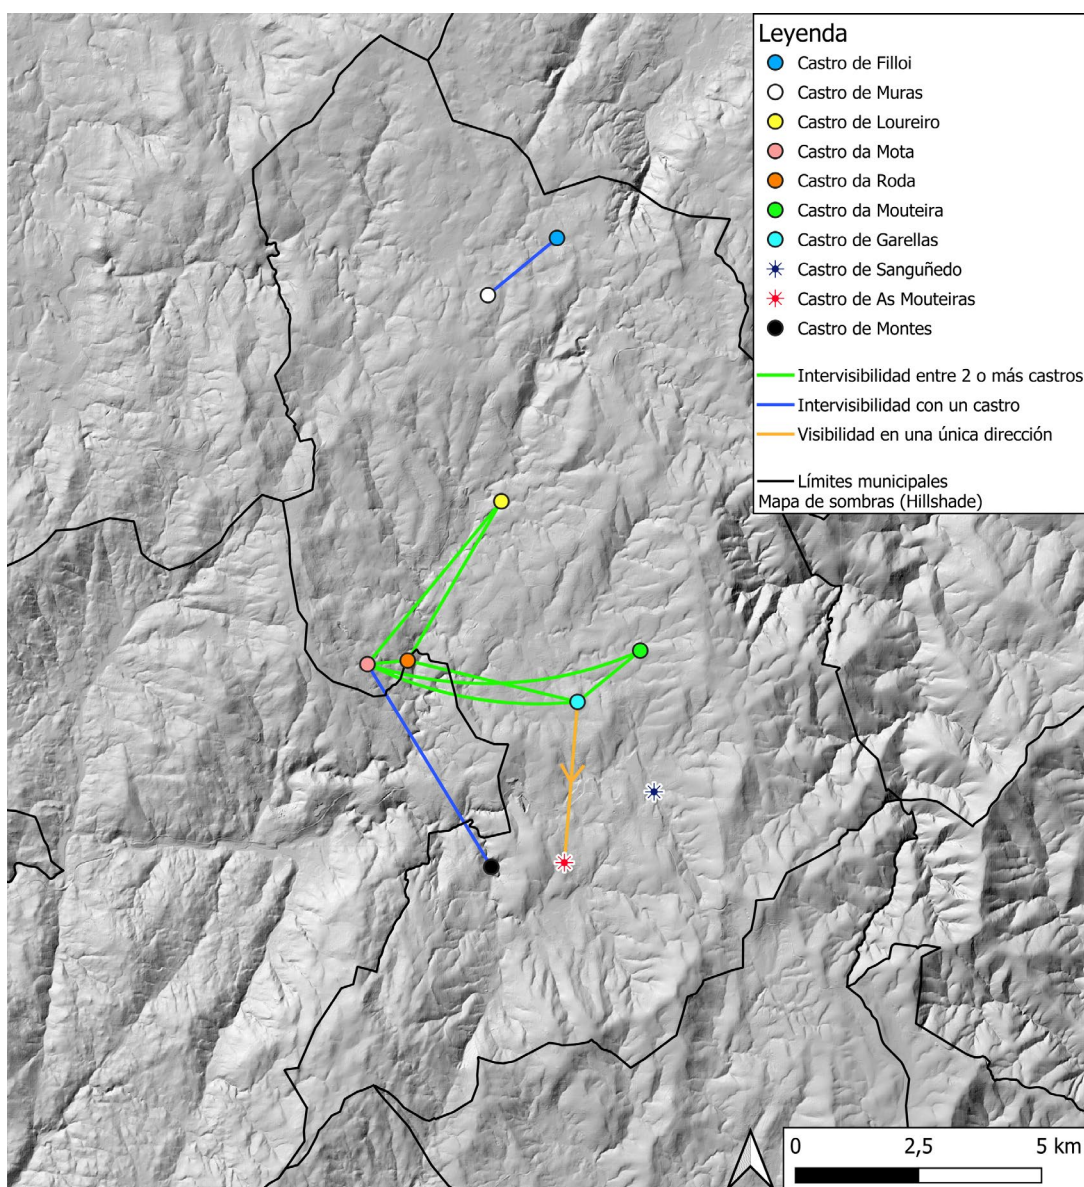 Leyenda
Castro de Filloi
Castro de Muras
Castro de Loureiro
Castro da Mota
Castro da Roda
Castro da Mouteira
Castro de Garellas
Castro de Sanguñedo
Castro de As Mouteiras
Castro de Montes
Intervisibilidad entre 2 o más castros
Intervisibilidad con un castro
Visibilidad en una única dirección
Límites municipales
Mapa de sombras (Hillshade)
0 2,5 5 km